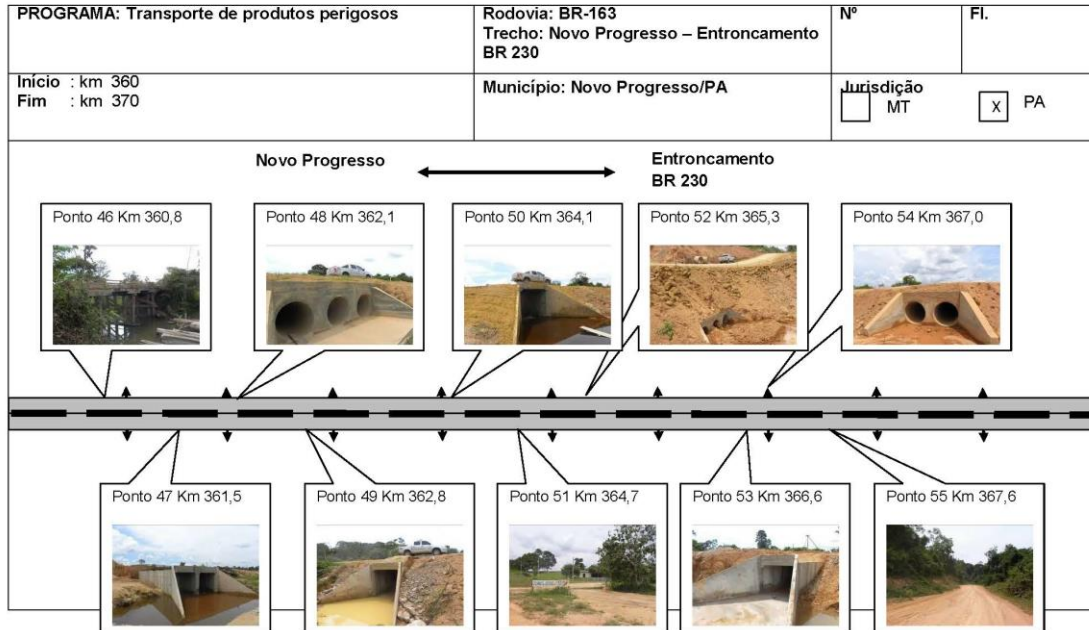 PROGRAMA: Transporte de produtos perigosos
Rodovia: BR-163
Trecho: Novo Progresso – Entroncamento
BR 230
Nº
Fl.
Início : km 360
Fim : km 370
Município: Novo Progresso/PA
Jurisdição
MT
X PA
Novo Progresso
Entroncamento
BR 230
Ponto 46 Km 360,8
Ponto 48 Km 362,1
Ponto 50 Km 364,1
Ponto 52 Km 365,3
Ponto 54 Km 367,0
Ponto 47 Km 361,5
Ponto 49 Km 362,8
Ponto 51 Km 364,7
Ponto 53 Km 366,6
Ponto 55 Km 367,6